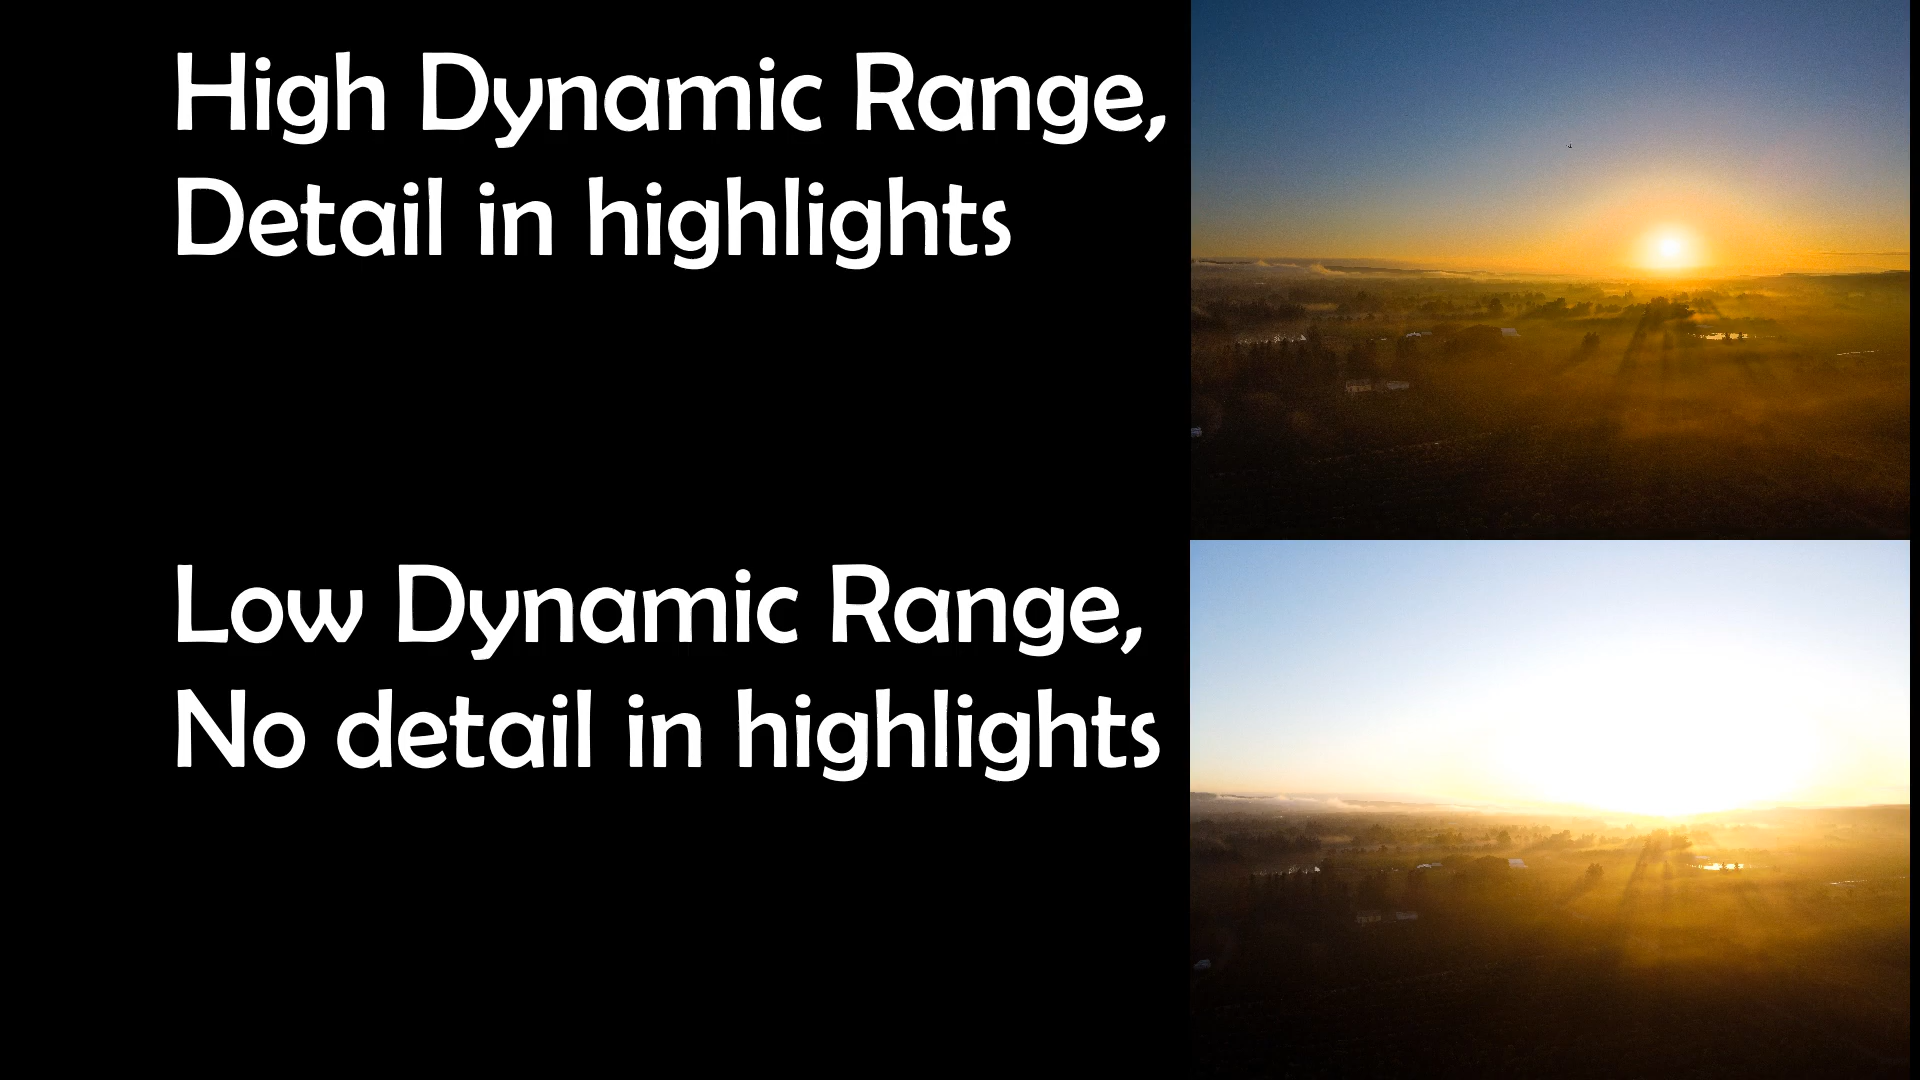 High Dynamic Range,
Detail in highlights
Low Dynamic Range,
No detail in highlights